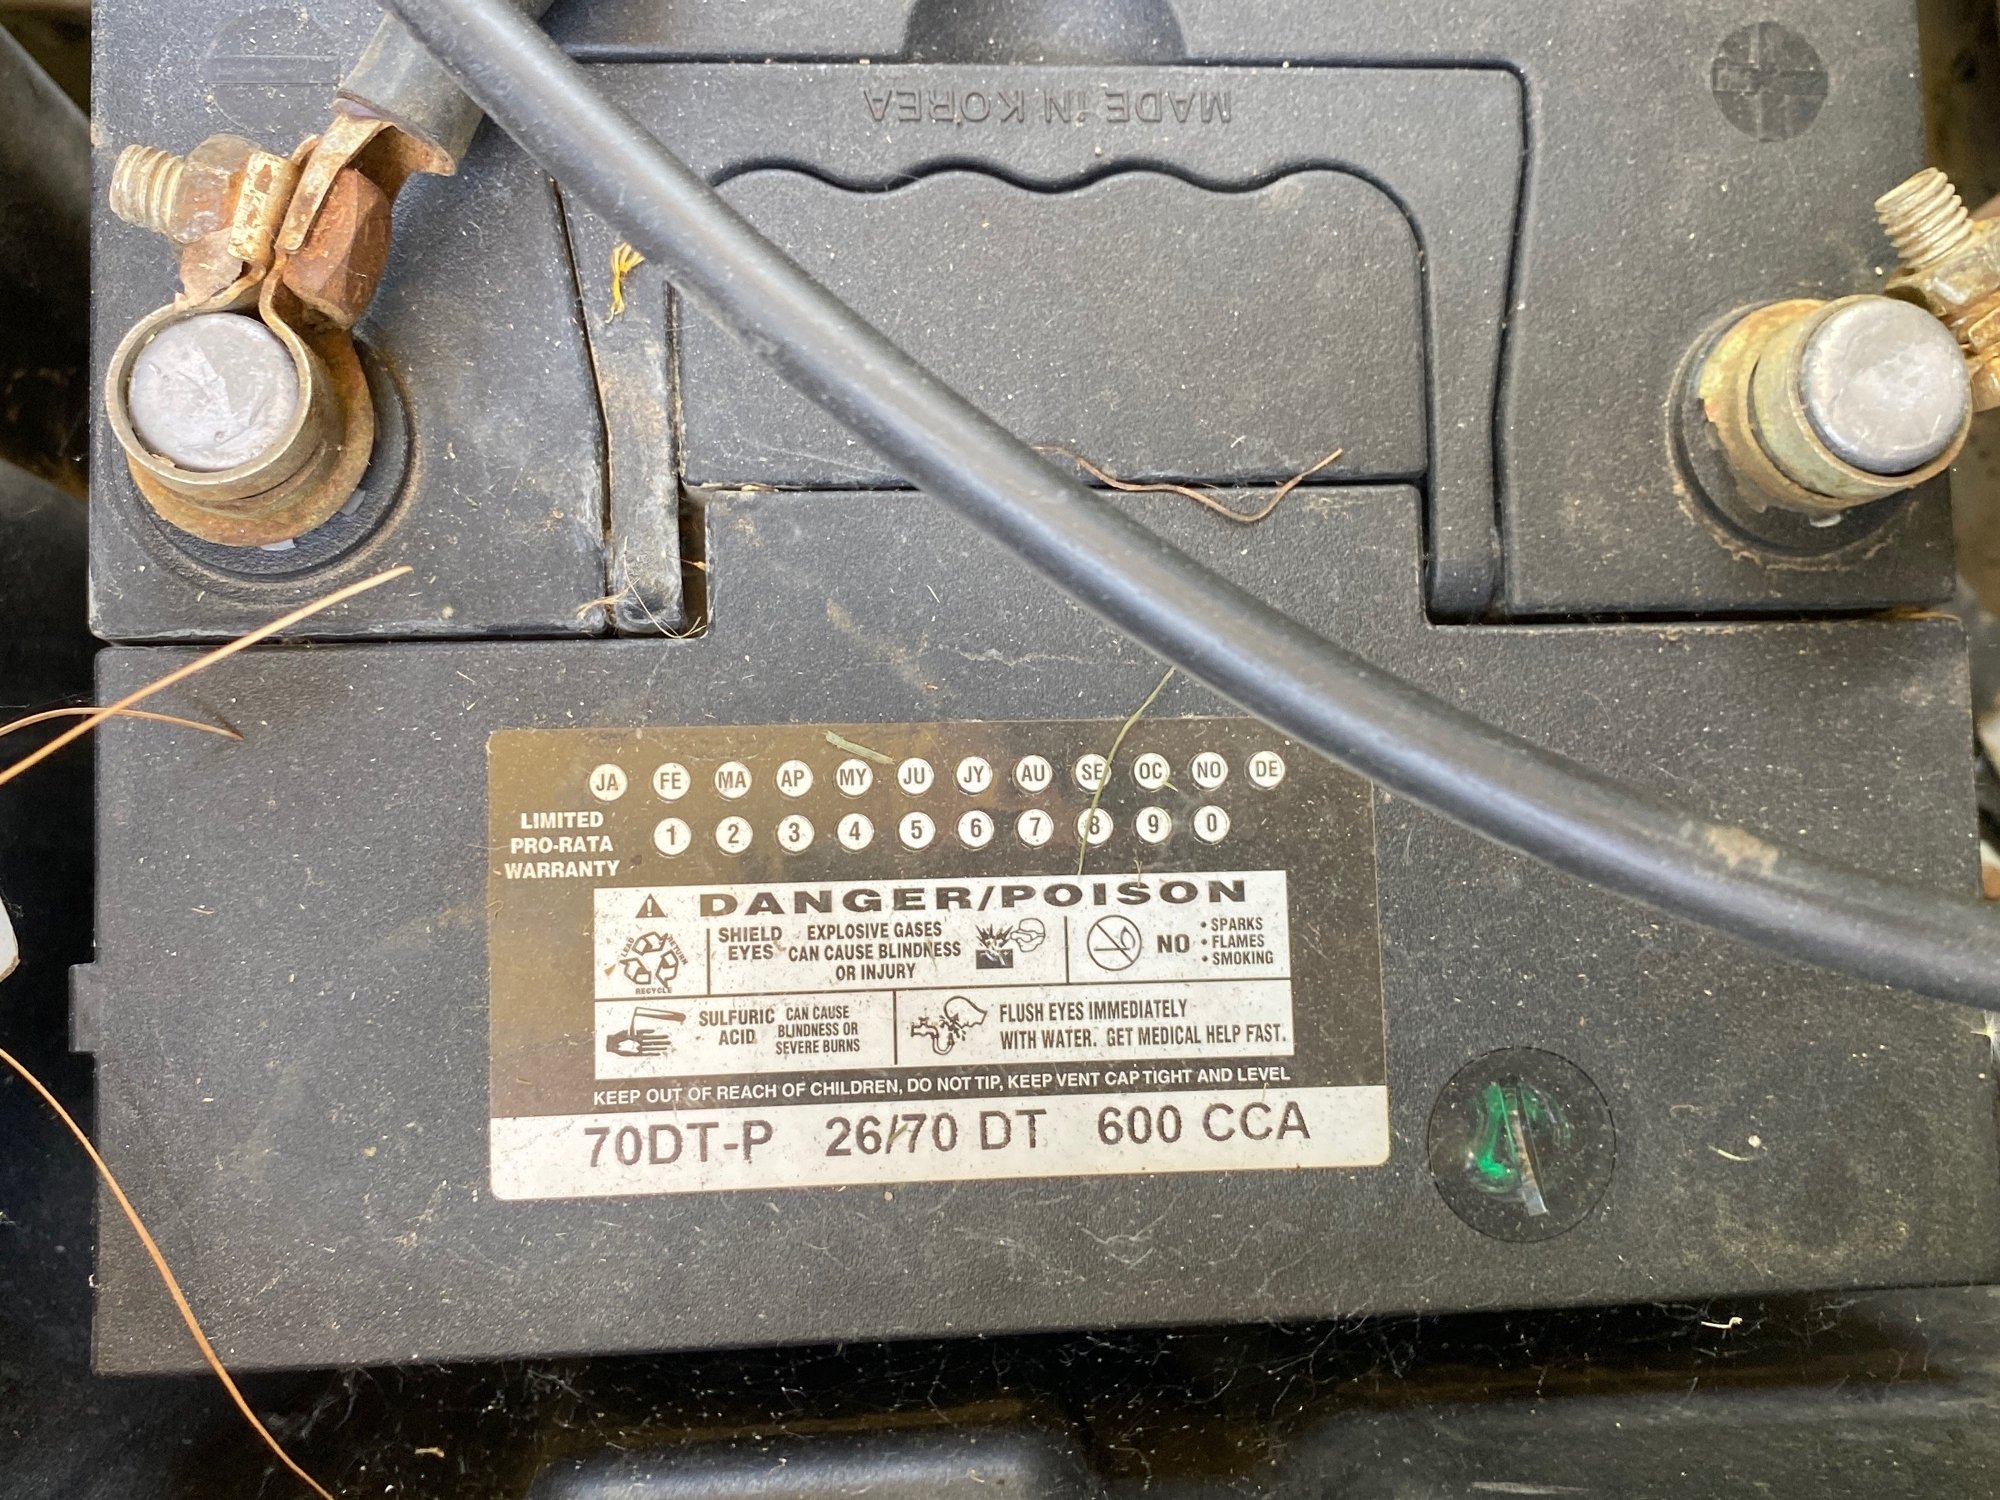 MADE IN KOREA
JA FE MA AP MY JU JY AU SE OC NO DE
1 2 3 4 5 6 7 8 9 0
LIMITED
PRO-RATA
WARRANTY
DANGER/POISON
LEAD
RETURN
RECYCLE
SHIELD
EYES
EXPLOSIVE GASES
CAN CAUSE BLINDNESS
OR INJURY
NO
• SPARKS
• FLAMES
• SMOKING
SULFURIC
ACID
CAN CAUSE
BLINDNESS OR
SEVERE BURNS
FLUSH EYES IMMEDIATELY
WITH WATER. GET MEDICAL HELP FAST.
KEEP OUT OF REACH OF CHILDREN, DO NOT TIP, KEEP VENT CAP TIGHT AND LEVEL
70DT-P 26/70 DT 600 CCA